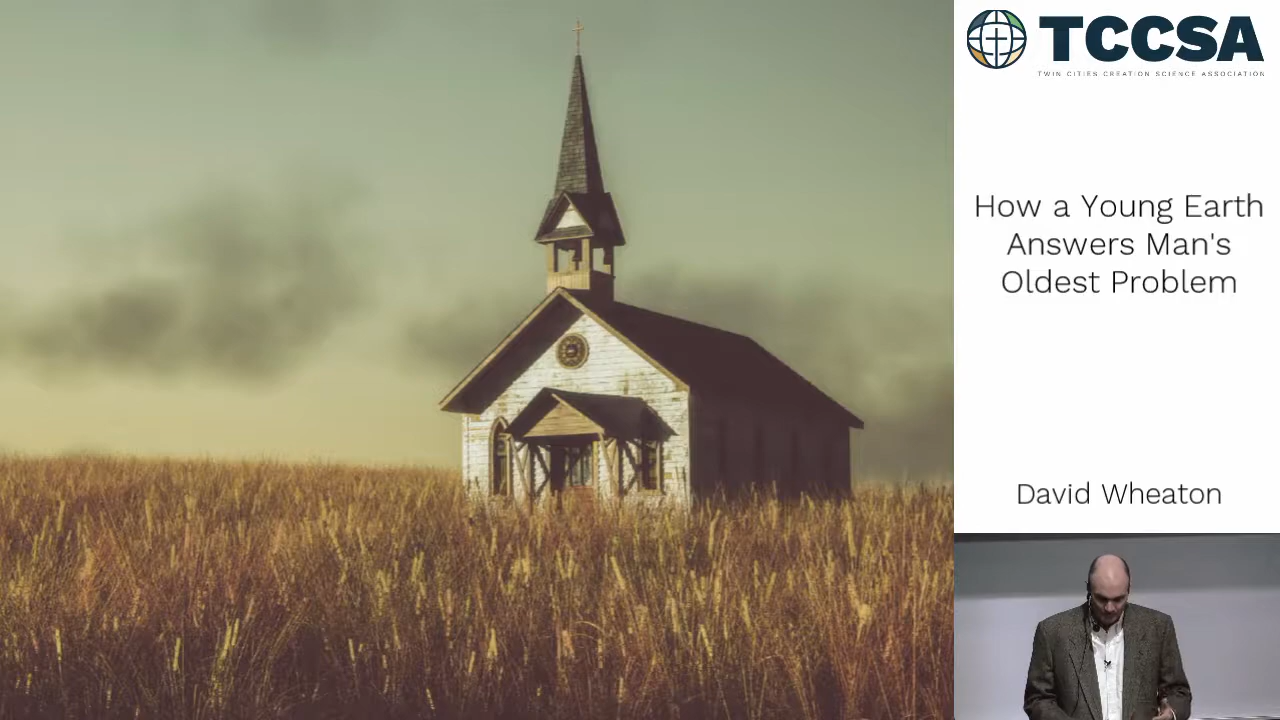 TCCSA
TWIN CITIES CREATION SCIENCE ASSOCIATION
How a Young Earth
Answers Man's
Oldest Problem
David Wheaton